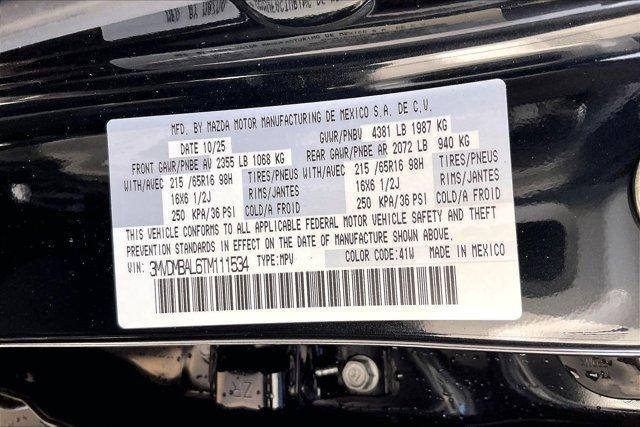 MFD. BY MAZDA MOTOR MANUFACTURING DE MEXICO S.A. DE C.V.
DATE 10/25 GVWR/PNBV 4381 LB 1987 KG
FRONT GAWR/PNBE AV 2355 LB 1068 KG REAR GAWR/PNBE AR 2072 LB 940 KG
WITH/AVEC 215 /65R16 98H TIRES/PNEUS WITH/AVEC 215 /65R16 98H TIRES/PNEUS
16X6 1/2J RIMS/JANTES 16X6 1/2J RIMS/JANTES
250 KPA/36 PSI COLD/A FROID 250 KPA/36 PSI COLD/A FROID
THIS VEHICLE CONFORMS TO ALL APPLICABLE FEDERAL MOTOR VEHICLE SAFETY AND THEFT
PREVENTION STANDARDS IN EFFECT ON THE DATE OF MANUFACTURE SHOWN ABOVE.
VIN: 3MVDMBAL6TM111534 TYPE:MPV COLOR CODE:41W MADE IN MEXICO